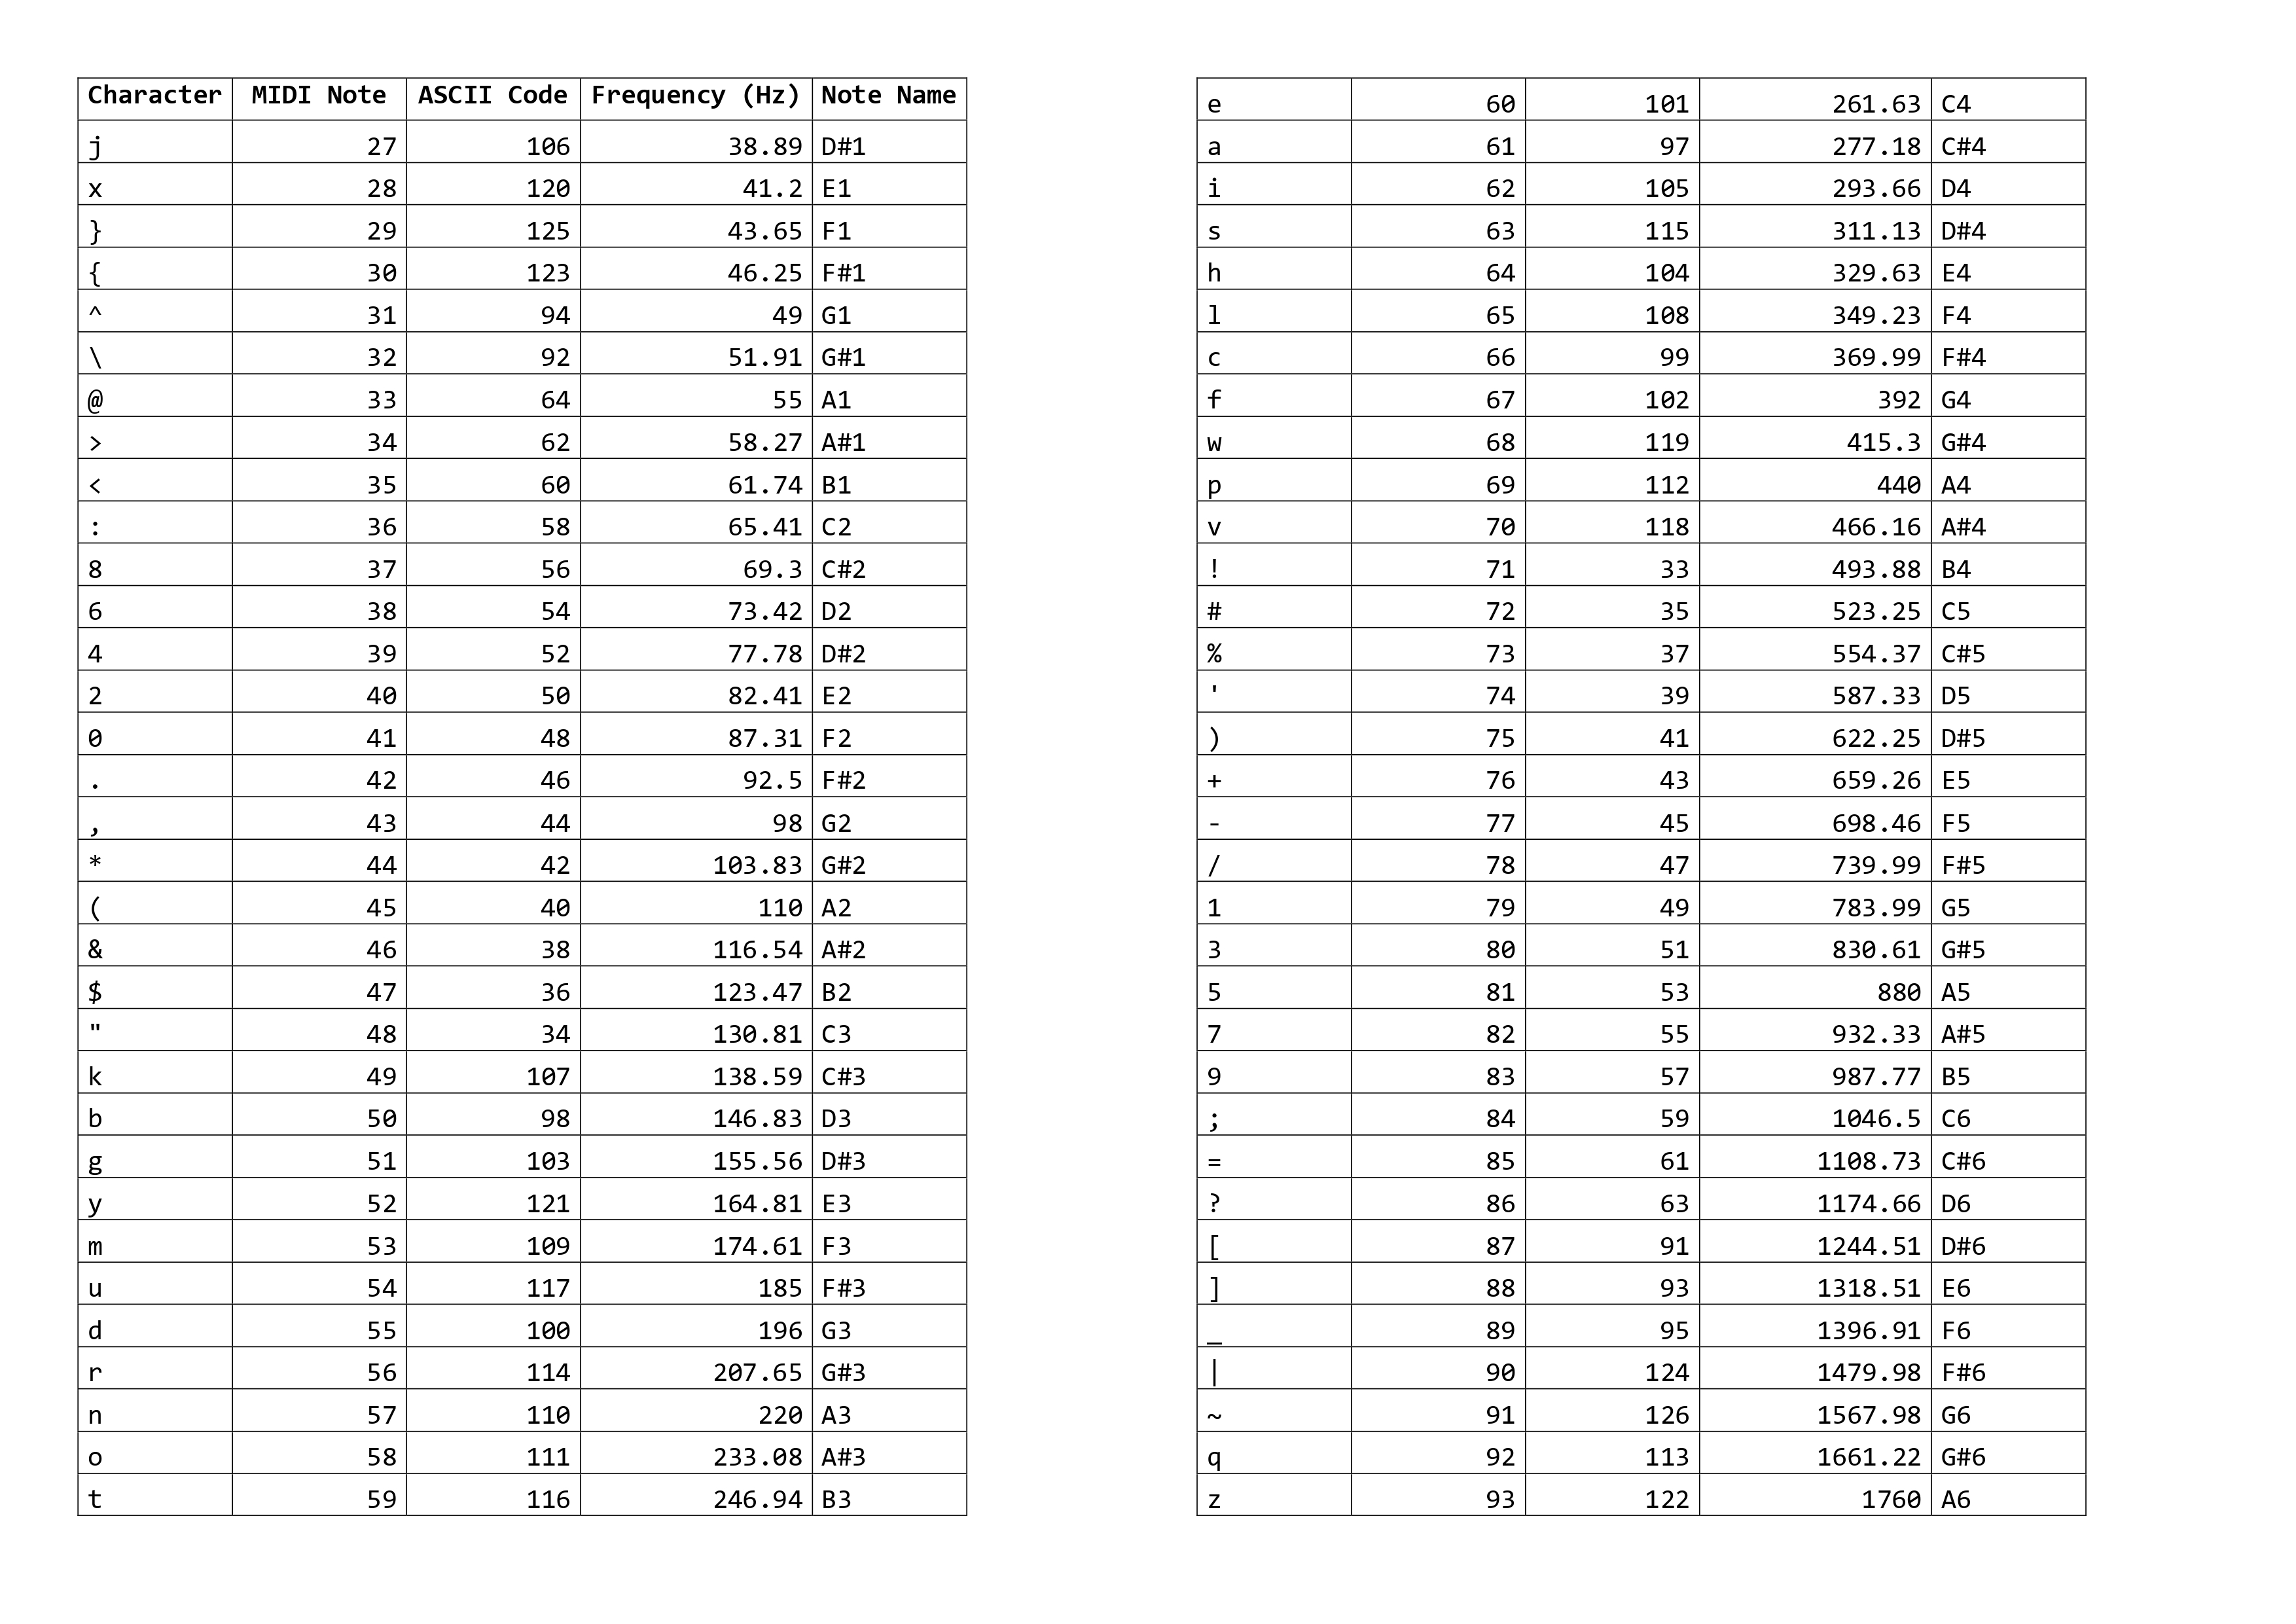 Character MIDI Note ASCII Code Frequency (Hz) Note Name
j 27 106 38.89 D#1
x 28 120 41.2 E1
} 29 125 43.65 F1
{ 30 123 46.25 F#1
^ 31 94 49 G1
\ 32 92 51.91 G#1
@ 33 64 55 A1
> 34 62 58.27 A#1
< 35 60 61.74 B1
: 36 58 65.41 C2
8 37 56 69.3 C#2
6 38 54 73.42 D2
4 39 52 77.78 D#2
2 40 50 82.41 E2
0 41 48 87.31 F2
. 42 46 92.5 F#2
, 43 44 98 G2
* 44 42 103.83 G#2
( 45 40 110 A2
& 46 38 116.54 A#2
$ 47 36 123.47 B2
" 48 34 130.81 C3
k 49 107 138.59 C#3
b 50 98 146.83 D3
g 51 103 155.56 D#3
y 52 121 164.81 E3
m 53 109 174.61 F3
u 54 117 185 F#3
d 55 100 196 G3
r 56 114 207.65 G#3
n 57 110 220 A3
o 58 111 233.08 A#3
t 59 116 246.94 B3
e 60 101 261.63 C4
a 61 97 277.18 C#4
i 62 105 293.66 D4
s 63 115 311.13 D#4
h 64 104 329.63 E4
l 65 108 349.23 F4
c 66 99 369.99 F#4
f 67 102 392 G4
w 68 119 415.3 G#4
p 69 112 440 A4
v 70 118 466.16 A#4
! 71 33 493.88 B4
# 72 35 523.25 C5
% 73 37 554.37 C#5
' 74 39 587.33 D5
) 75 41 622.25 D#5
+ 76 43 659.26 E5
- 77 45 698.46 F5
/ 78 47 739.99 F#5
1 79 49 783.99 G5
3 80 51 830.61 G#5
5 81 53 880 A5
7 82 55 932.33 A#5
9 83 57 987.77 B5
; 84 59 1046.5 C6
= 85 61 1108.73 C#6
? 86 63 1174.66 D6
[ 87 91 1244.51 D#6
] 88 93 1318.51 E6
_ 89 95 1396.91 F6
| 90 124 1479.98 F#6
~ 91 126 1567.98 G6
q 92 113 1661.22 G#6
z 93 122 1760 A6